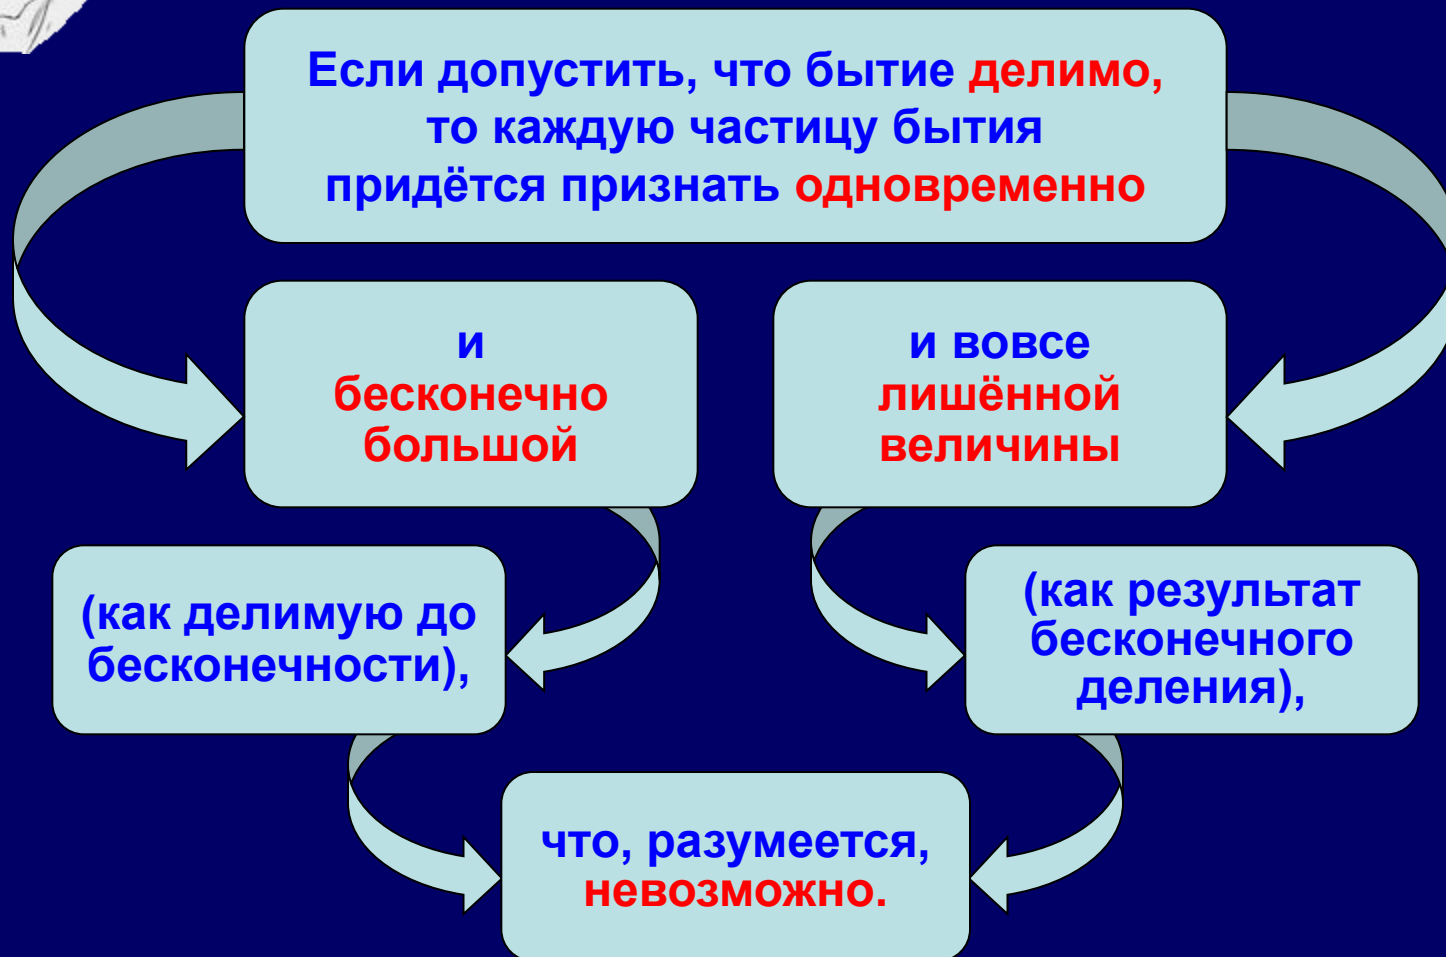 Если допустить, что бытие делимо,
то каждую частицу бытия
придётся признать одновременно
и
бесконечно
большой
и вовсе
лишённой
величины
(как делимую до
бесконечности),
(как результат
бесконечного
деления),
что, разумеется,
невозможно.